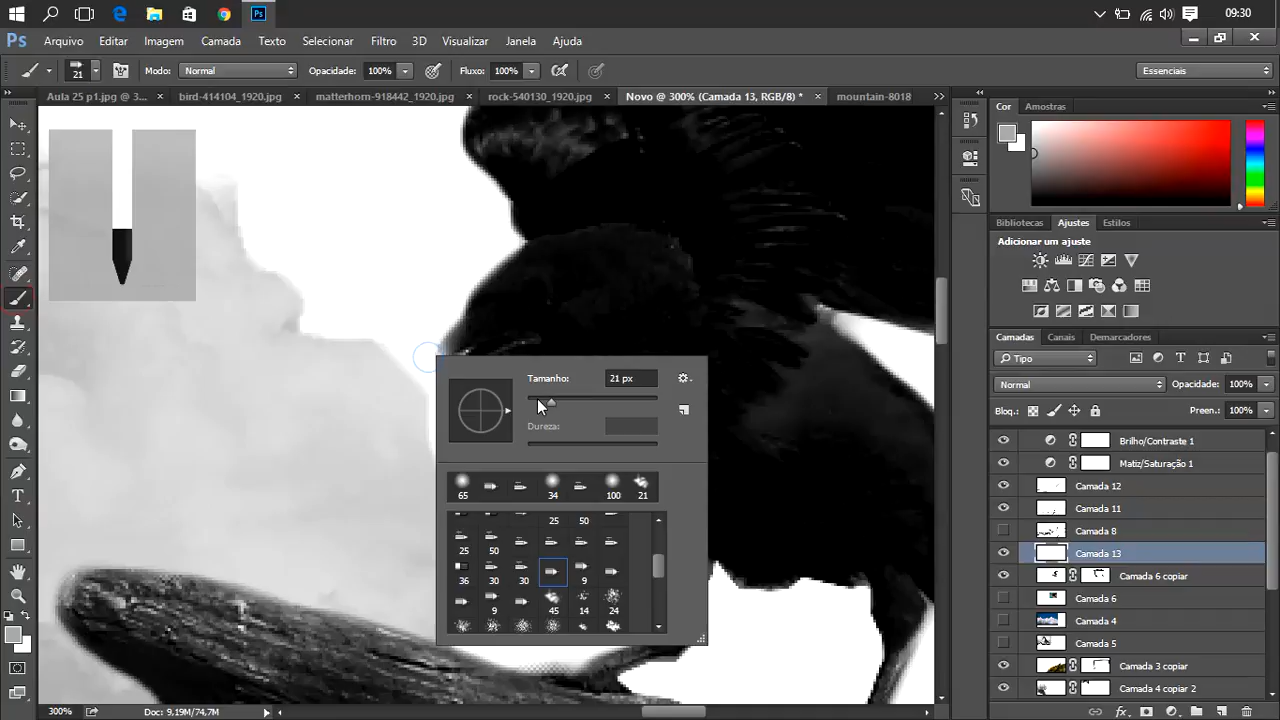 09:30
Ps Arquivo Editar Imagem Camada Texto Selecionar Filtro 3D Visualizar Janela Ajuda
21 Modo: Normal Opacidade: 100% Fluxo: 100% Essenciais
Aula 25 p1.jpg @ 3... × bird-414104_1920.jpg × matterhorn-918442_1920.jpg × rock-540130_1920.jpg × Novo @ 300% (Camada 13, RGB/8) * × mountain-8018
Cor Amostras
Bibliotecas Ajustes Estilos
Adicionar um ajuste
Camadas Canais Demarcadores
Tipo
Normal Opacidade: 100%
Bloq.: Preen.: 100%
Brilho/Contraste 1
Matiz/Saturação 1
Camada 12
Camada 11
Camada 8
Camada 13
Camada 6 copiar
Camada 6
Camada 4
Camada 5
Camada 3 copiar
Camada 4 copiar 2
Tamanho: 21 px
Dureza:
65 34 100 21
25 50
25 50
36 30 30 9
9 45 14 24
300% Doc: 9,19M/74,7M
fx